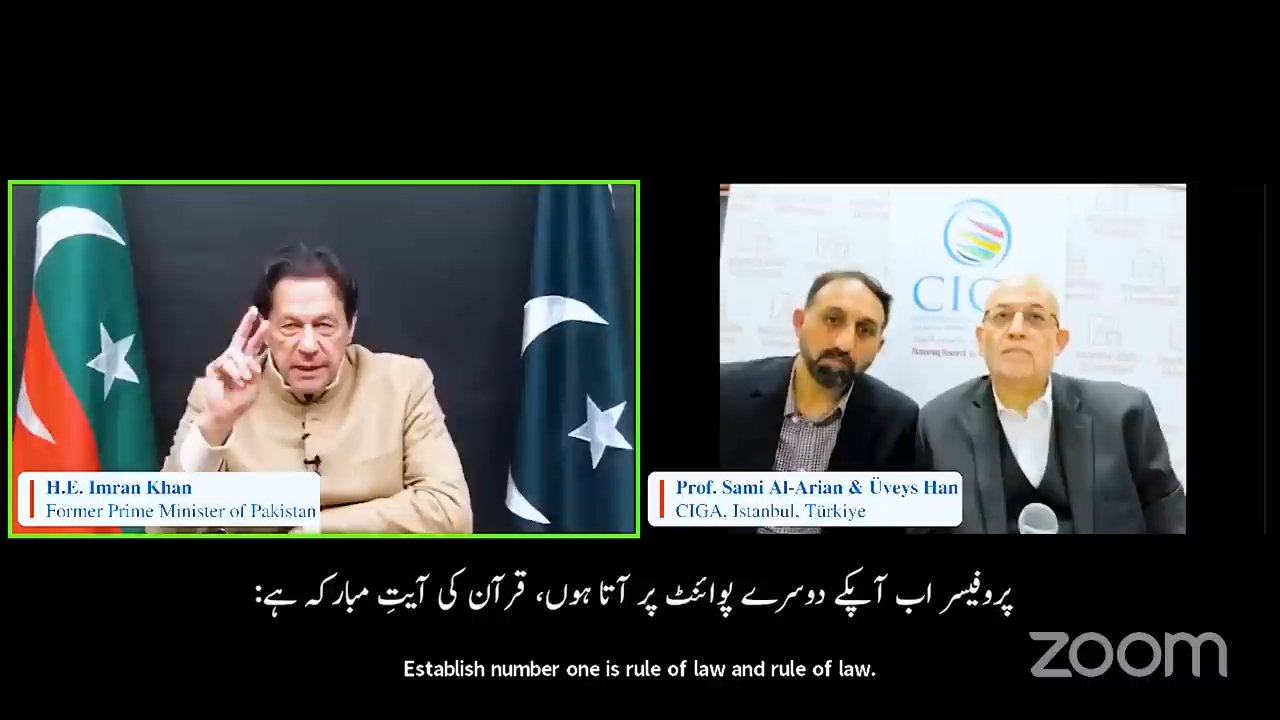 CIGA
H.E. Imran Khan
Former Prime Minister of Pakistan
Prof. Sami Al-Arian & Üveys Han
CIGA, Istanbul, Türkiye
پروفیسر اب آپکے دوسرے پوائنٹ پر آتا ہوں، قرآن کی آیتِ مبارکہ ہے:
Establish number one is rule of law and rule of law.
zoom